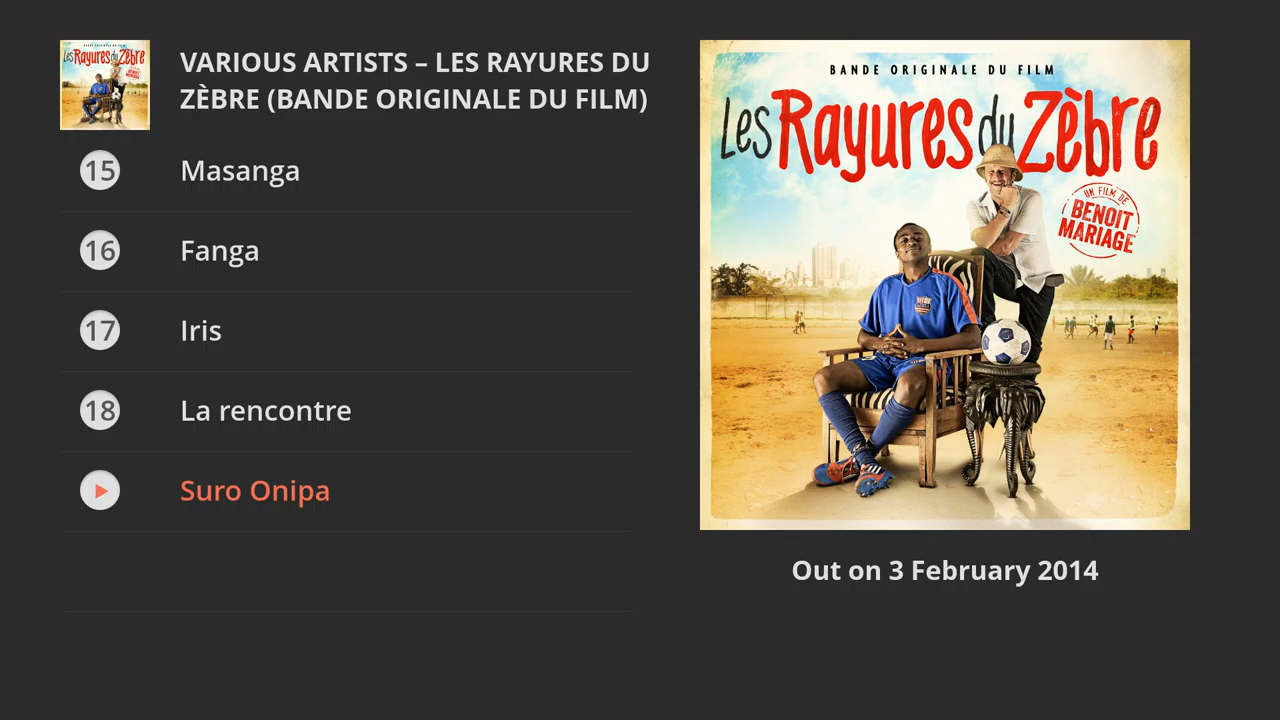 VARIOUS ARTISTS – LES RAYURES DU
ZÈBRE (BANDE ORIGINALE DU FILM)
15 Masanga
16 Fanga
17 Iris
18 La rencontre
Suro Onipa
BANDE ORIGINALE DU FILM
Les Rayures du Zèbre
UN FILM DE
BENOIT
MARIAGE
Out on 3 February 2014